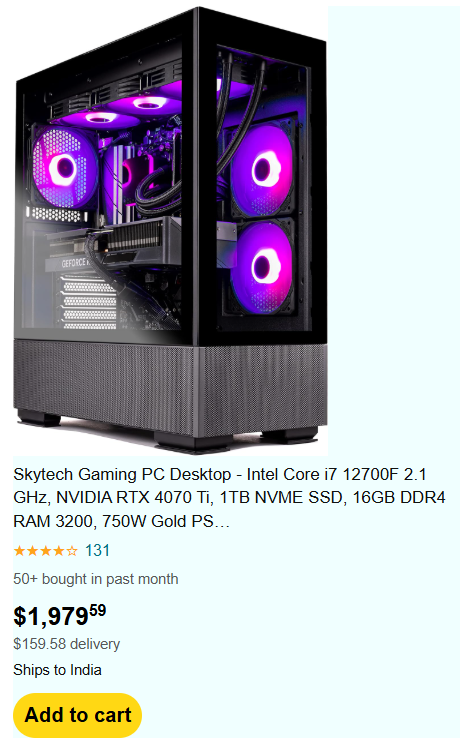 GEFORCE
Skytech Gaming PC Desktop - Intel Core i7 12700F 2.1
GHz, NVIDIA RTX 4070 Ti, 1TB NVME SSD, 16GB DDR4
RAM 3200, 750W Gold PS…
131
50+ bought in past month
$1,979⁵⁹
$159.58 delivery
Ships to India
Add to cart